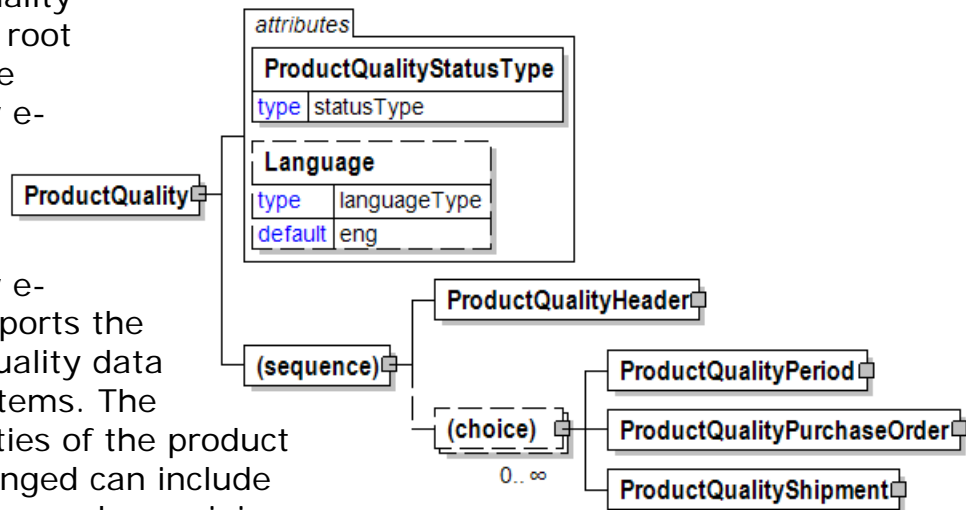 uality
root
e
e-
attributes
ProductQualityStatusType
type statusType
Language
type languageType
default eng
ProductQuality
e-
ports the
uality data
tems. The
ties of the product
nged can include
(sequence)
ProductQualityHeader
(choice)
0.. ∞
ProductQualityPeriod
ProductQualityPurchaseOrder
ProductQualityShipment